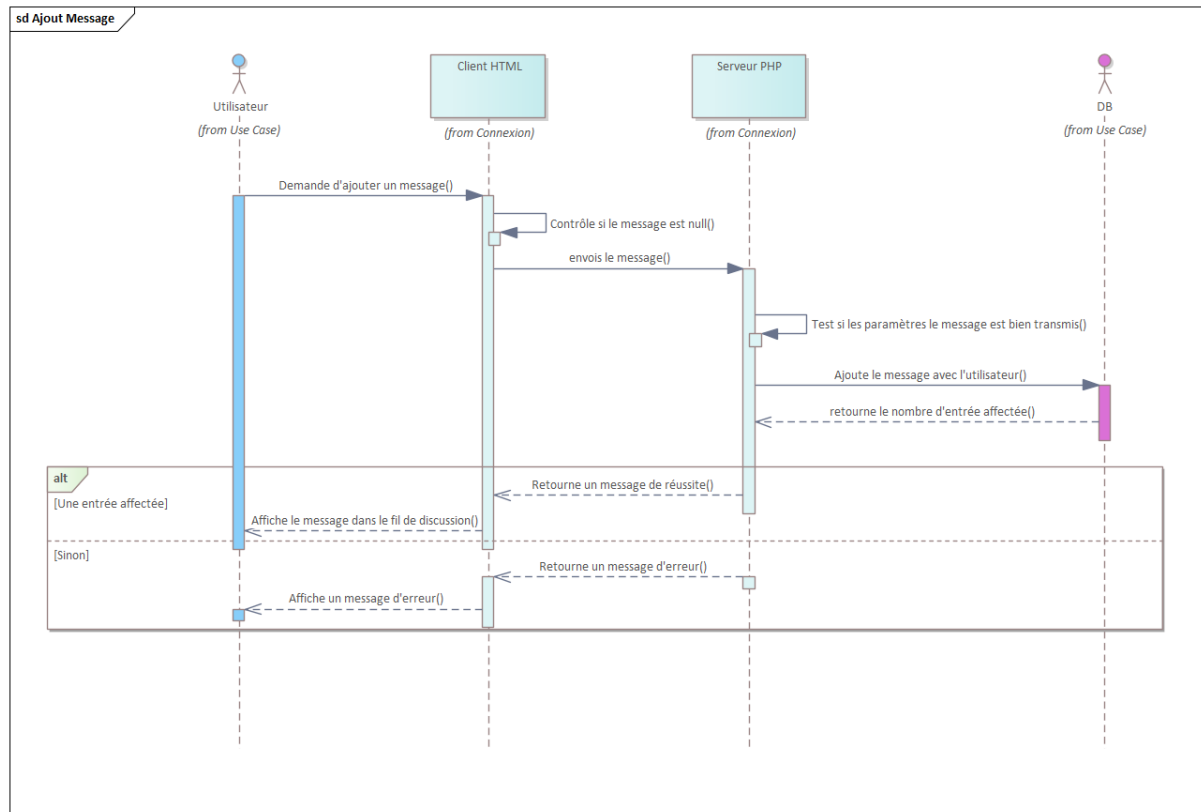 sd Ajout Message
Client HTML
Serveur PHP
Utilisateur
DB
(from Use Case)
(from Connexion)
(from Connexion)
(from Use Case)
Demande d'ajouter un message()
Contrôle si le message est null()
envois le message()
Test si les paramètres le message est bien transmis()
Ajoute le message avec l'utilisateur()
retourne le nombre d'entrée affectée()
alt
Retourne un message de réussite()
[Une entrée affectée]
Affiche le message dans le fil de discussion()
[Sinon]
Retourne un message d'erreur()
Affiche un message d'erreur()